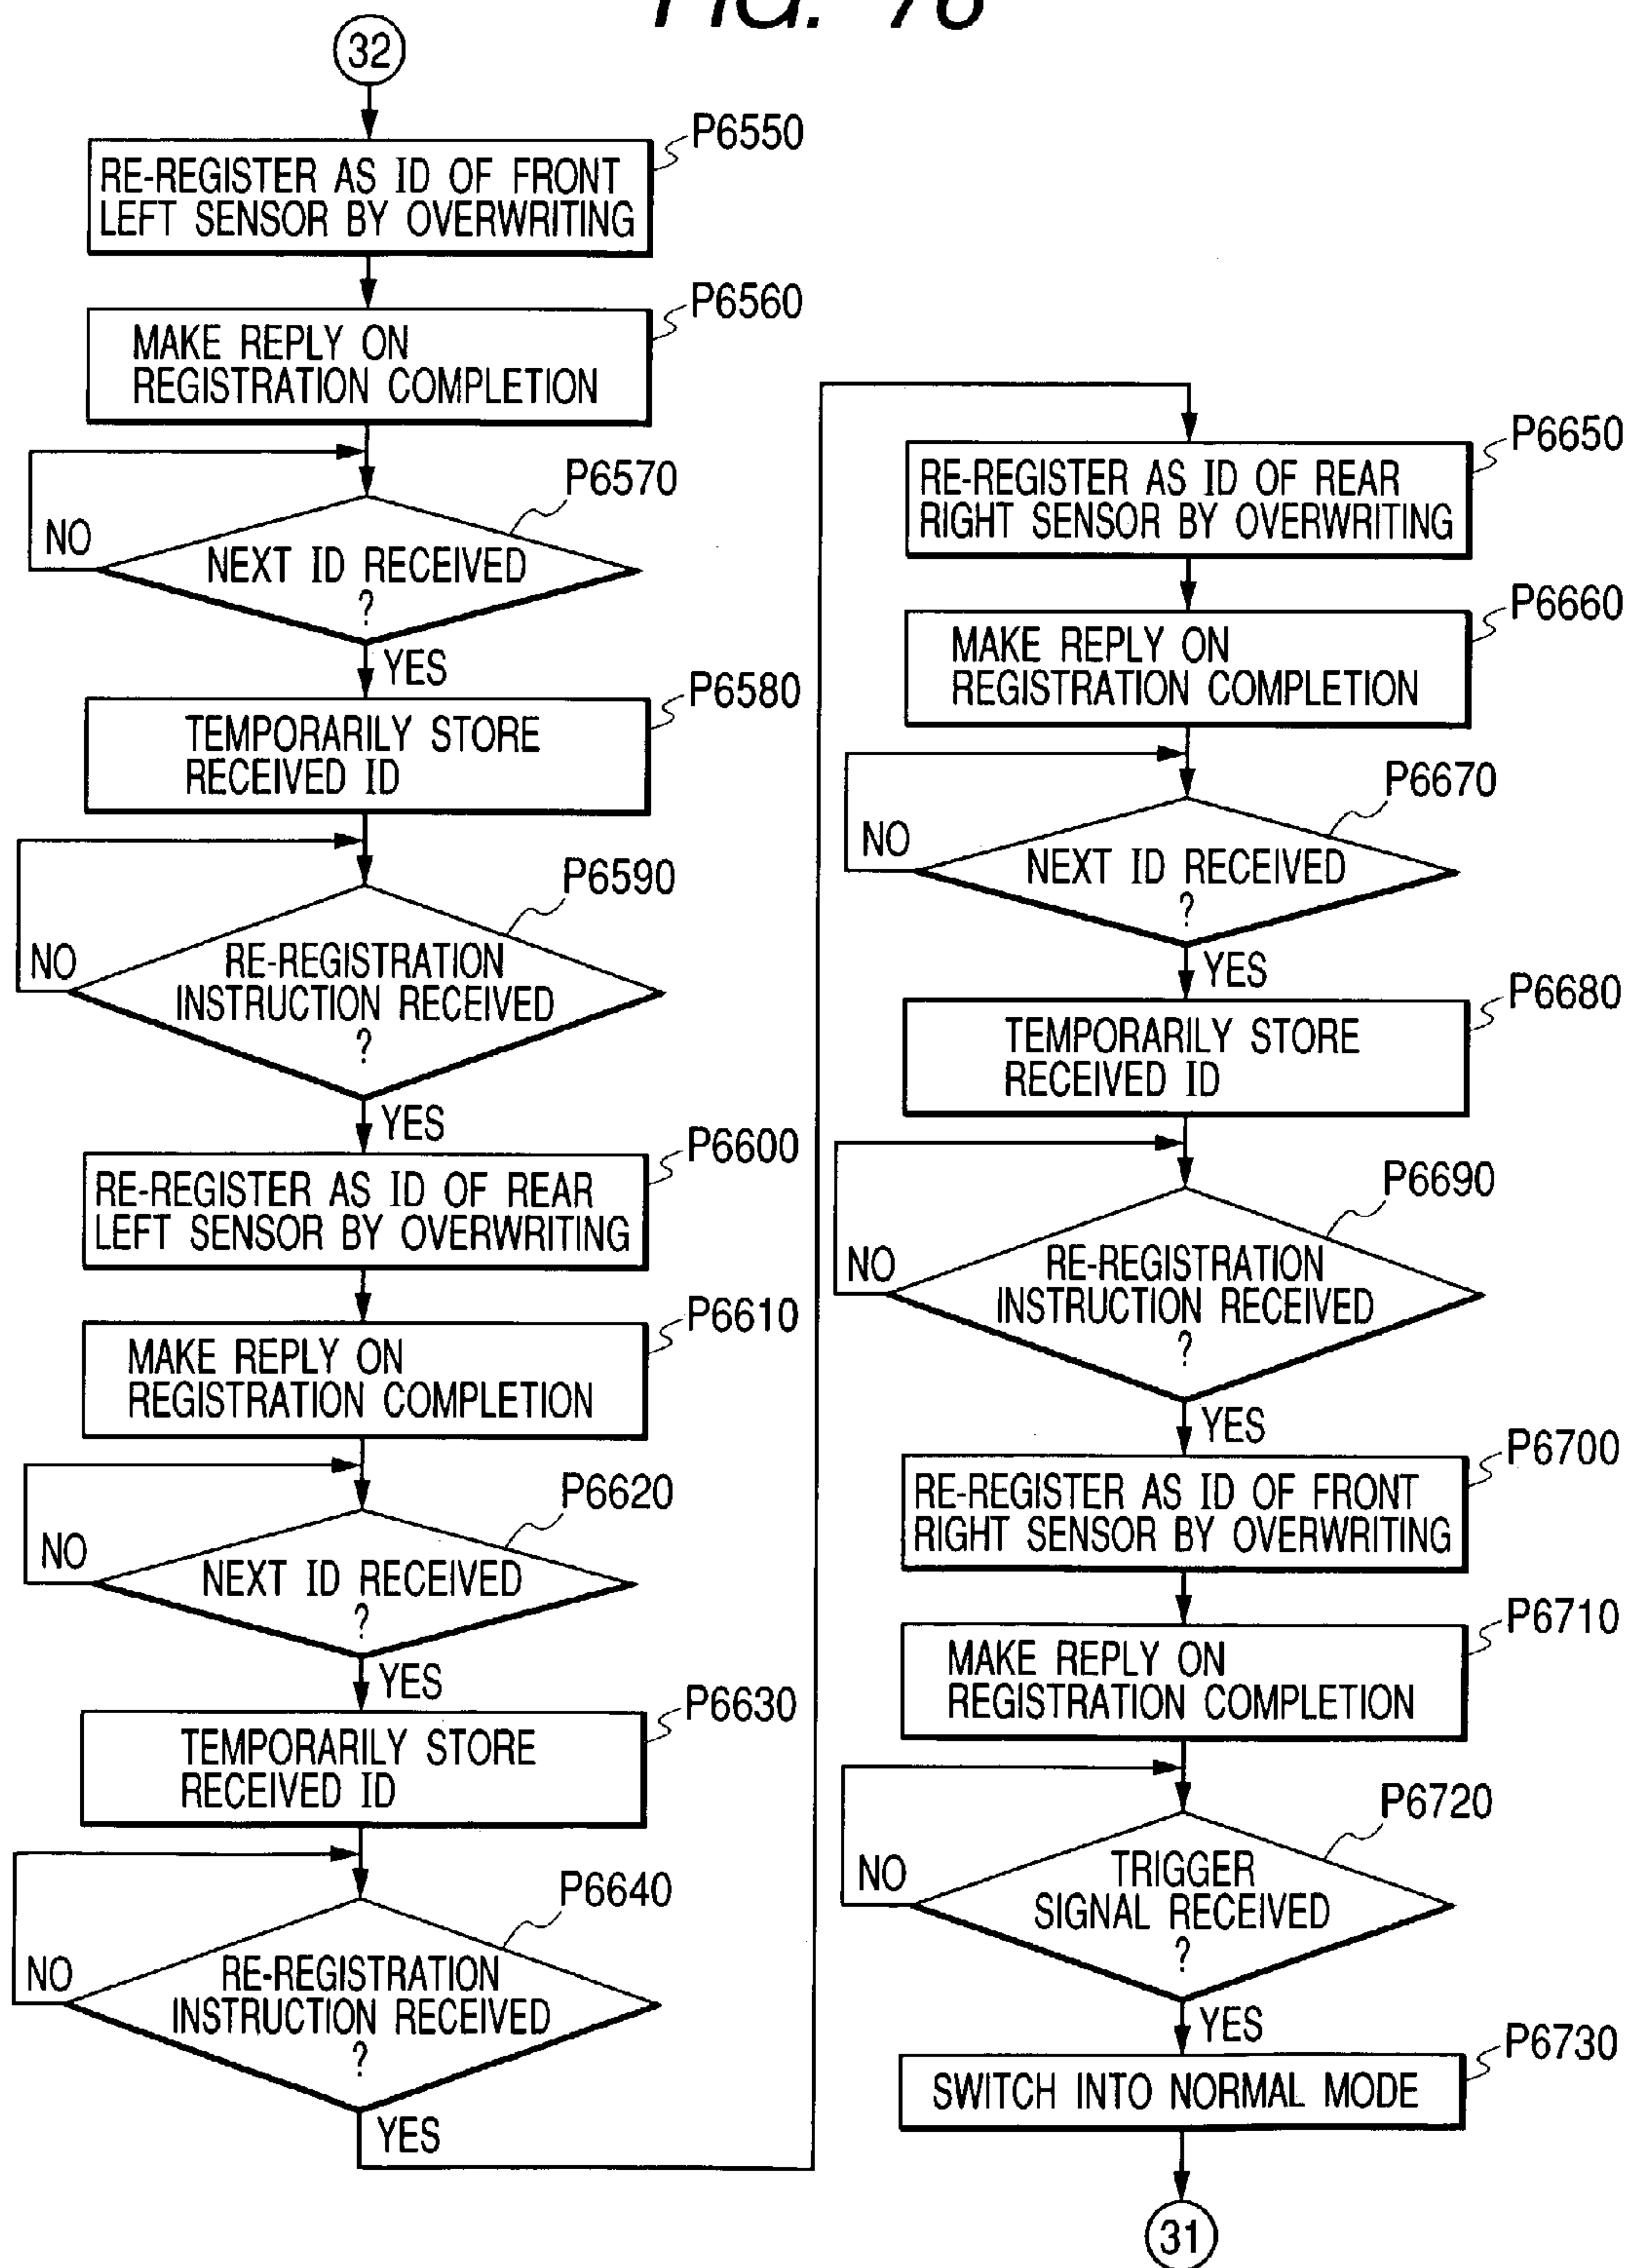 32
P6550
RE-REGISTER AS ID OF FRONT
LEFT SENSOR BY OVERWRITING
P6560
MAKE REPLY ON
REGISTRATION COMPLETION
P6570
NO
NEXT ID RECEIVED
?
YES
P6580
TEMPORARILY STORE
RECEIVED ID
P6590
NO
RE-REGISTRATION
INSTRUCTION RECEIVED
?
YES
P6600
RE-REGISTER AS ID OF REAR
LEFT SENSOR BY OVERWRITING
P6610
MAKE REPLY ON
REGISTRATION COMPLETION
P6620
NO
NEXT ID RECEIVED
?
YES
P6630
TEMPORARILY STORE
RECEIVED ID
P6640
NO
RE-REGISTRATION
INSTRUCTION RECEIVED
?
YES
P6650
RE-REGISTER AS ID OF REAR
RIGHT SENSOR BY OVERWRITING
P6660
MAKE REPLY ON
REGISTRATION COMPLETION
P6670
NO
NEXT ID RECEIVED
?
YES
P6680
TEMPORARILY STORE
RECEIVED ID
P6690
NO
RE-REGISTRATION
INSTRUCTION RECEIVED
?
YES
P6700
RE-REGISTER AS ID OF FRONT
RIGHT SENSOR BY OVERWRITING
P6710
MAKE REPLY ON
REGISTRATION COMPLETION
P6720
NO
TRIGGER
SIGNAL RECEIVED
?
YES
P6730
SWITCH INTO NORMAL MODE
31